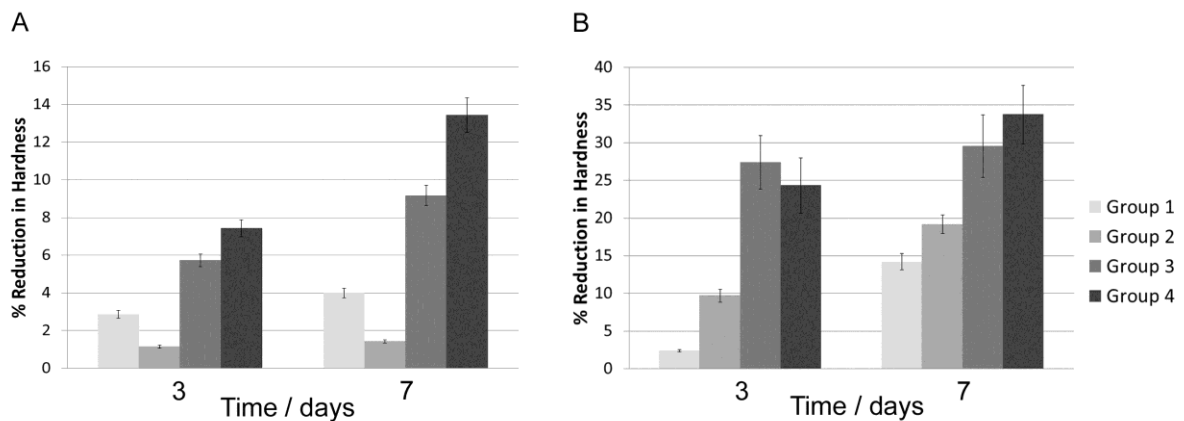 A
% Reduction in Hardness
16
14
12
10
8
6
4
2
0
3 7
Time / days
B
% Reduction in Hardness
40
35
30
25
20
15
10
5
0
3 7
Time / days
Group 1
Group 2
Group 3
Group 4